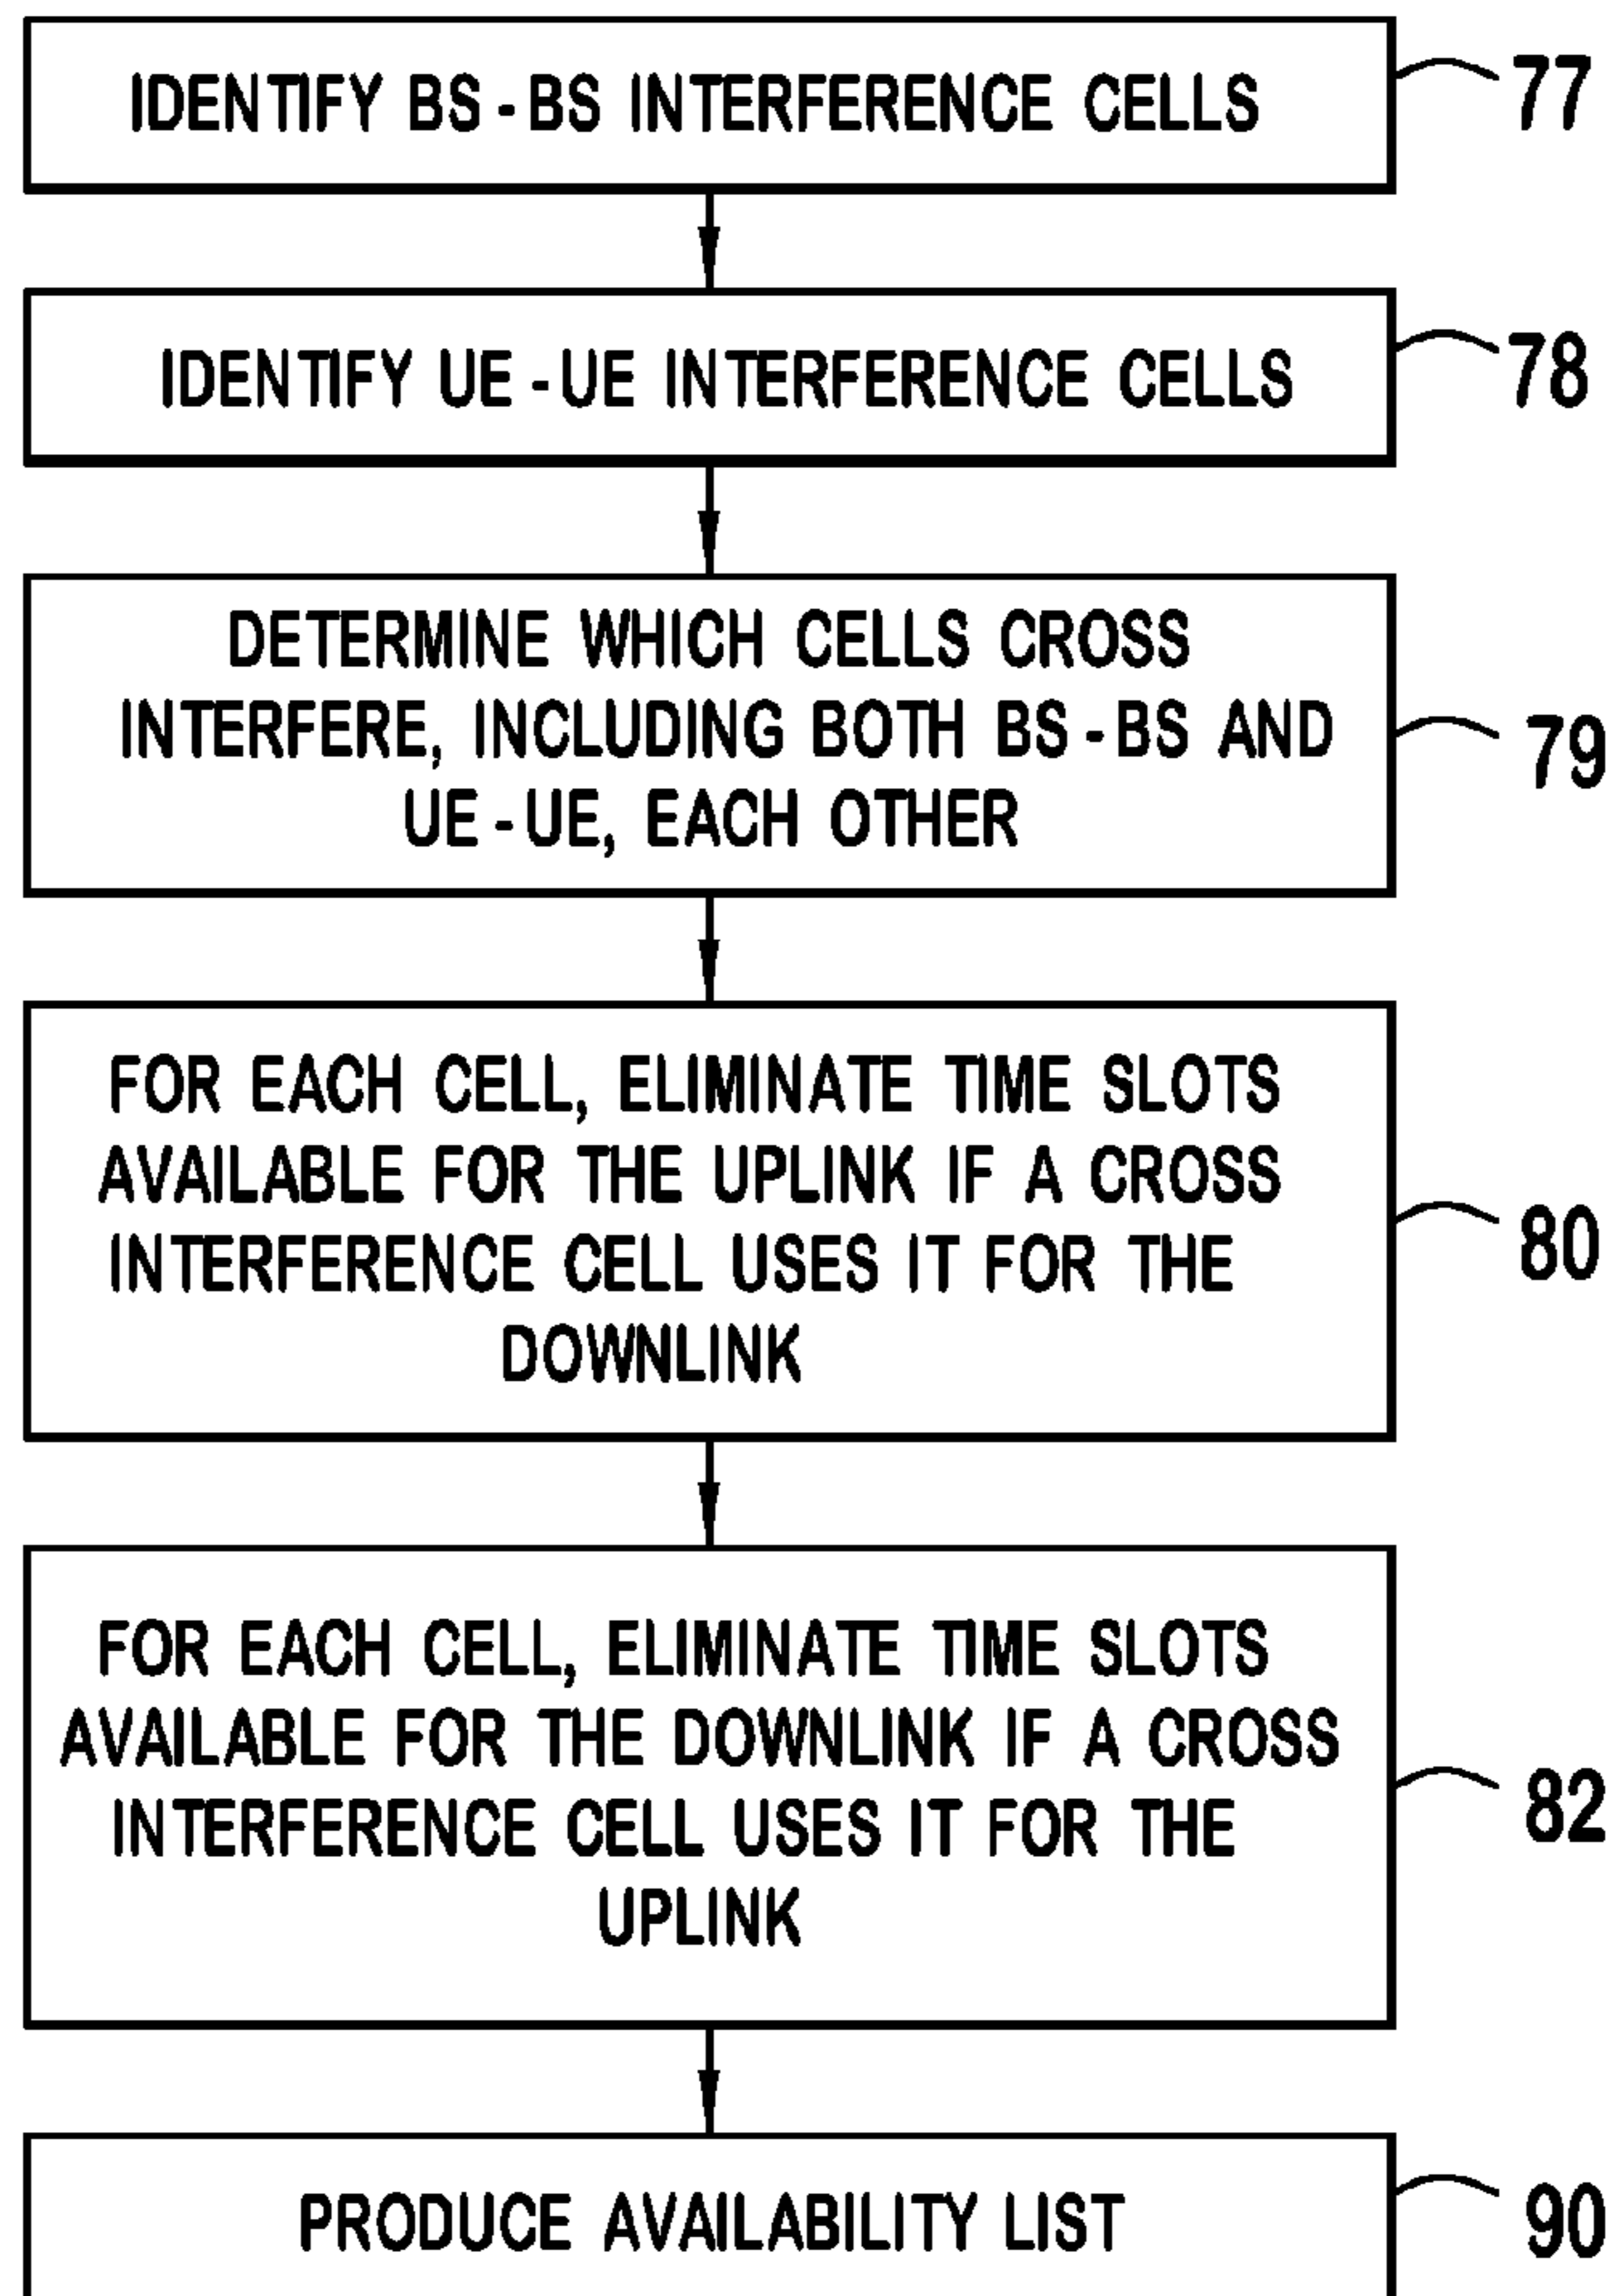 IDENTIFY BS-BS INTERFERENCE CELLS
77
IDENTIFY UE-UE INTERFERENCE CELLS
78
DETERMINE WHICH CELLS CROSS
INTERFERE, INCLUDING BOTH BS-BS AND
UE-UE, EACH OTHER
79
FOR EACH CELL, ELIMINATE TIME SLOTS
AVAILABLE FOR THE UPLINK IF A CROSS
INTERFERENCE CELL USES IT FOR THE
DOWNLINK
80
FOR EACH CELL, ELIMINATE TIME SLOTS
AVAILABLE FOR THE DOWNLINK IF A CROSS
INTERFERENCE CELL USES IT FOR THE
UPLINK
82
PRODUCE AVAILABILITY LIST
90